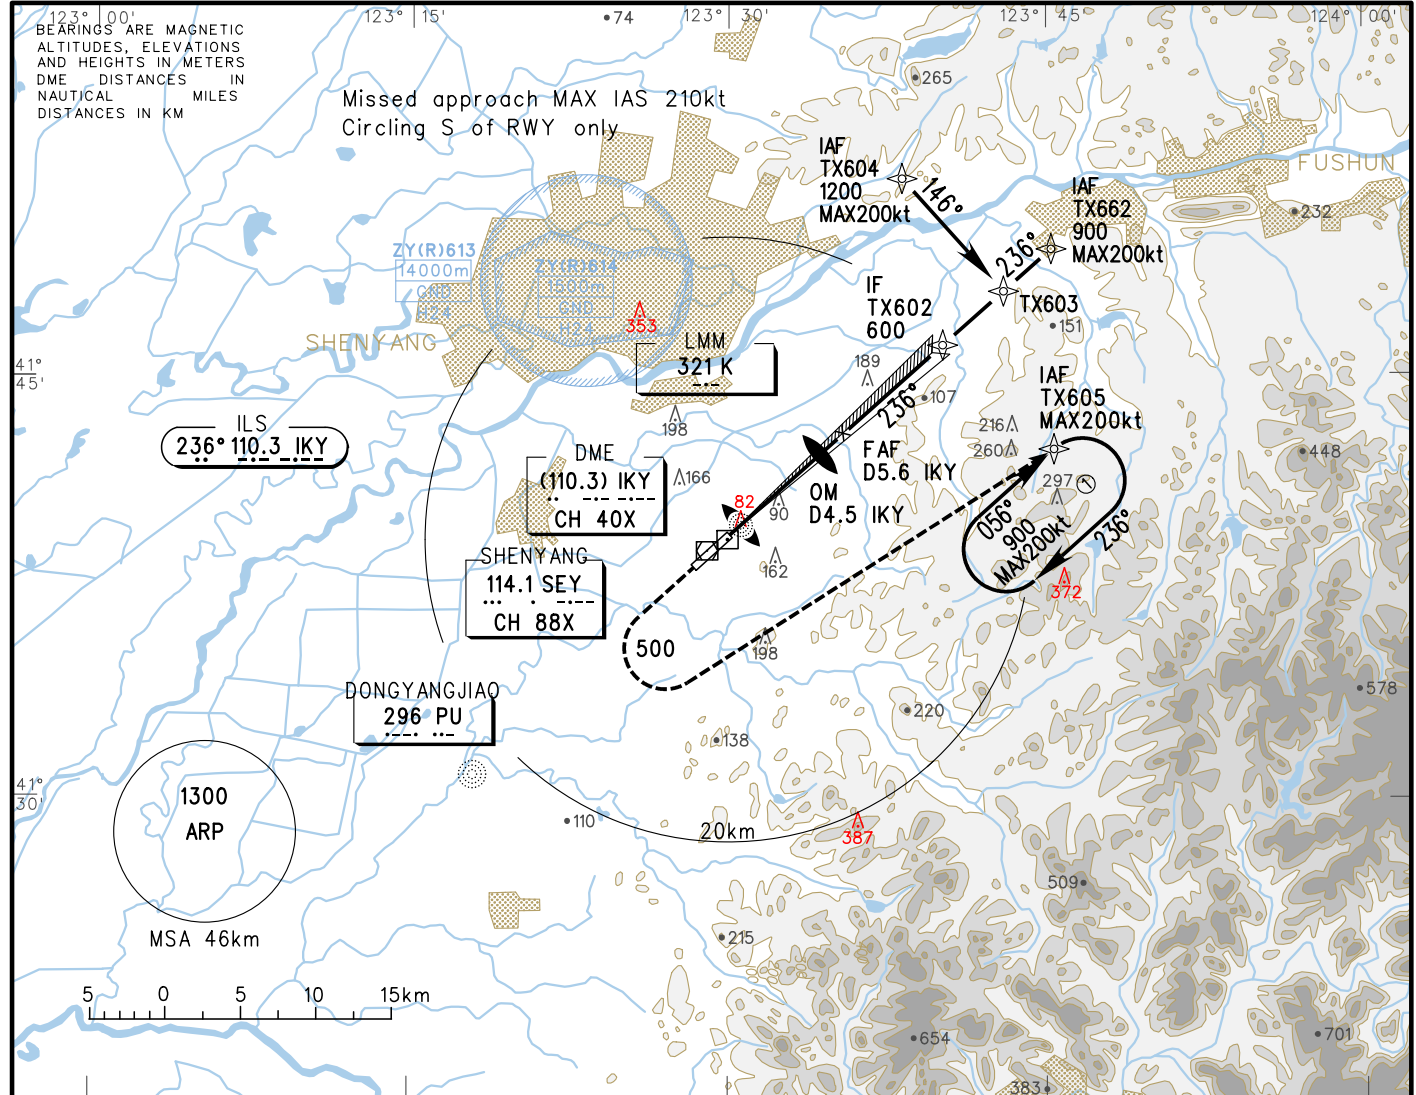 123° 00'
123° 15'
74
123° 30'
123° 45'
124° 00'
BEARINGS ARE MAGNETIC
ALTITUDES, ELEVATIONS
AND HEIGHTS IN METERS
DME DISTANCES IN
NAUTICAL MILES
DISTANCES IN KM
Missed approach MAX IAS 210kt
Circling S of RWY only
265
IAF
TX604
1200
MAX200kt
146°
FUSHUN
IAF
TX662
900
MAX200kt
232
236°
TX603
151
ZY(R)613
14000m
GND
H24
ZY(R)614
1500m
GND
H24
353
SHENYANG
IF
TX602
600
LMM
321 K
189
107
236°
198
41°
45'
IAF
TX605
MAX200kt
216
260
297
448
ILS
236° 110.3 IKY
FAF
D5.6 IKY
OM
D4.5 IKY
DME
(110.3) IKY
CH 40X
166
82
90
162
056°
900
MAX200kt
236°
372
SHENYANG
114.1 SEY
CH 88X
500
198
DONGYANGJIAO
296 PU
578
220
138
41°
30'
1300
ARP
MSA 46km
110
20km
387
509
215
5 0 5 10 15km
654
701
383